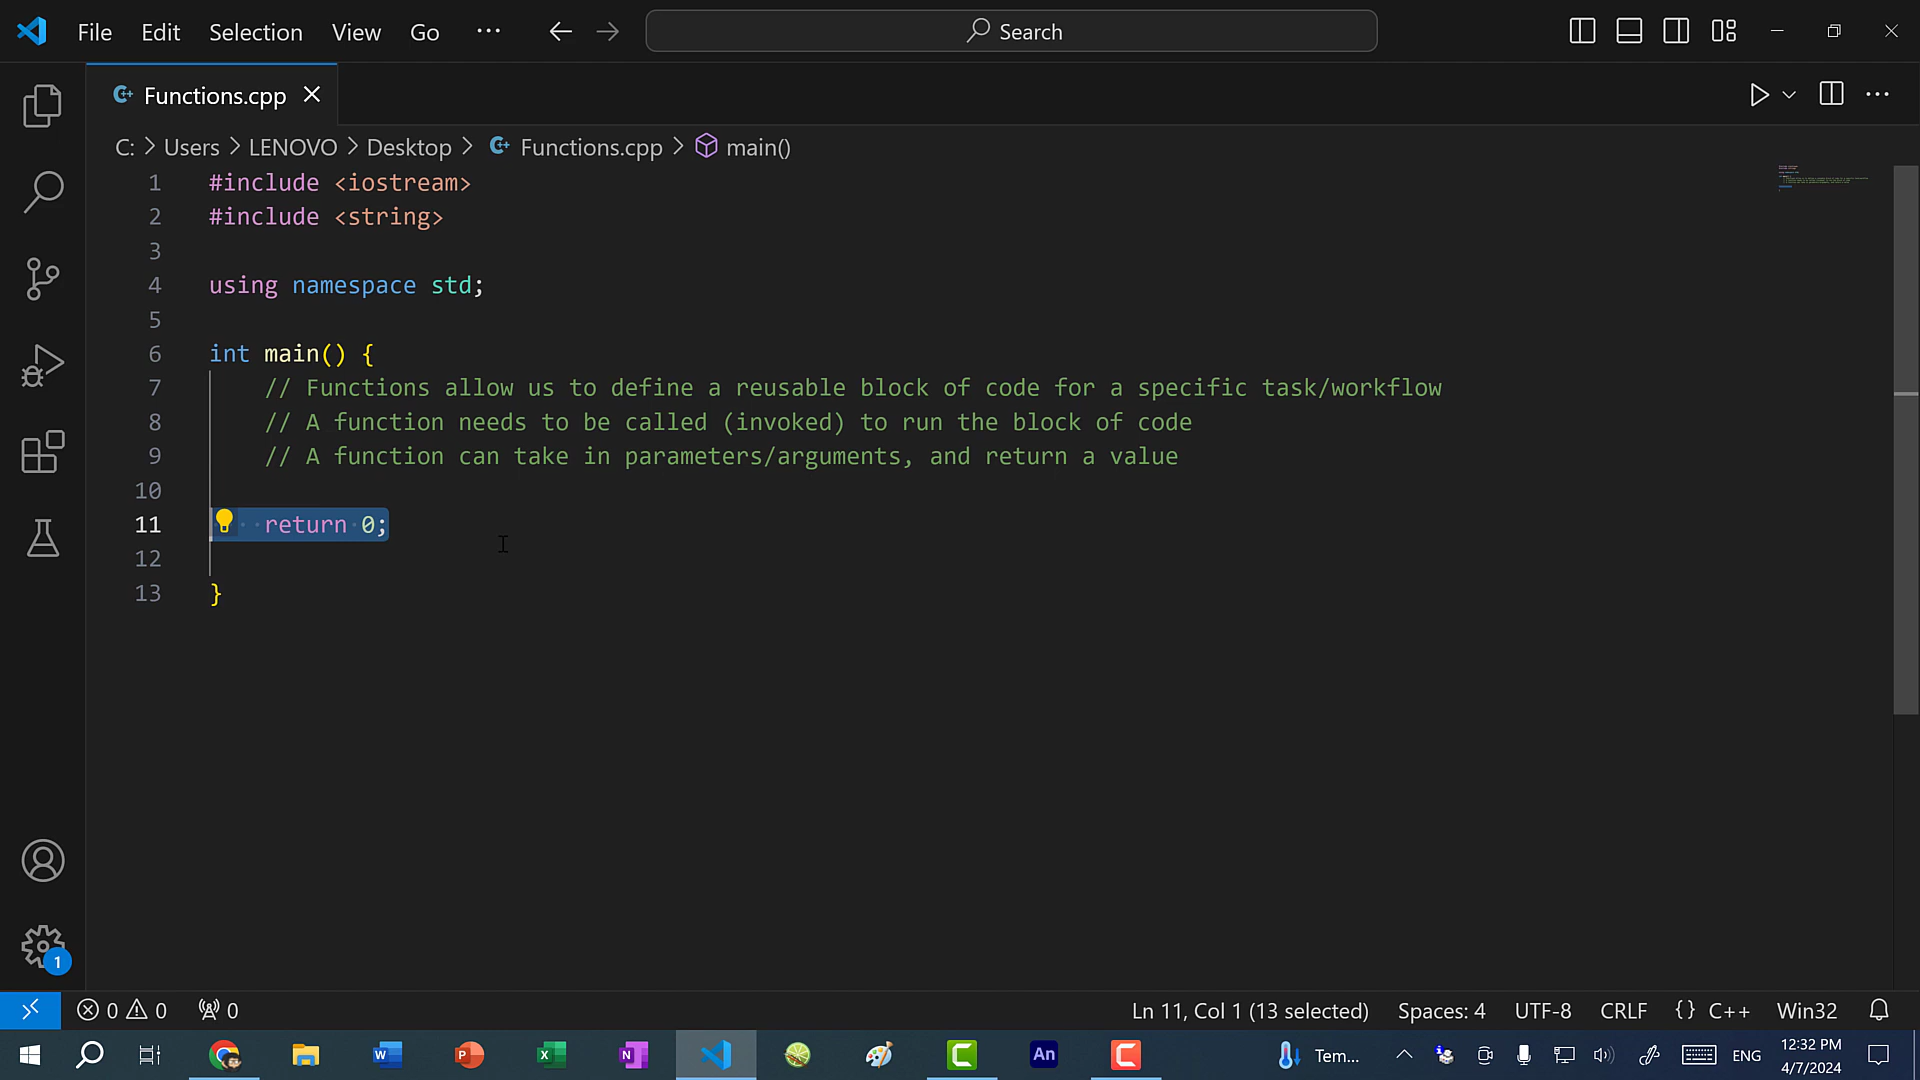 File Edit Selection View Go ··· Search
Functions.cpp
C: > Users > LENOVO > Desktop > Functions.cpp > main()
1 #include <iostream>
2 #include <string>
3
4 using namespace std;
5
6 int main() {
7 // Functions allow us to define a reusable block of code for a specific task/workflow
8 // A function needs to be called (invoked) to run the block of code
9 // A function can take in parameters/arguments, and return a value
10
11 return 0;
12
13 }
1
0 0 0 Ln 11, Col 1 (13 selected) Spaces: 4 UTF-8 CRLF {} C++ Win32
W P X N An Tem... ENG 12:32 PM
4/7/2024